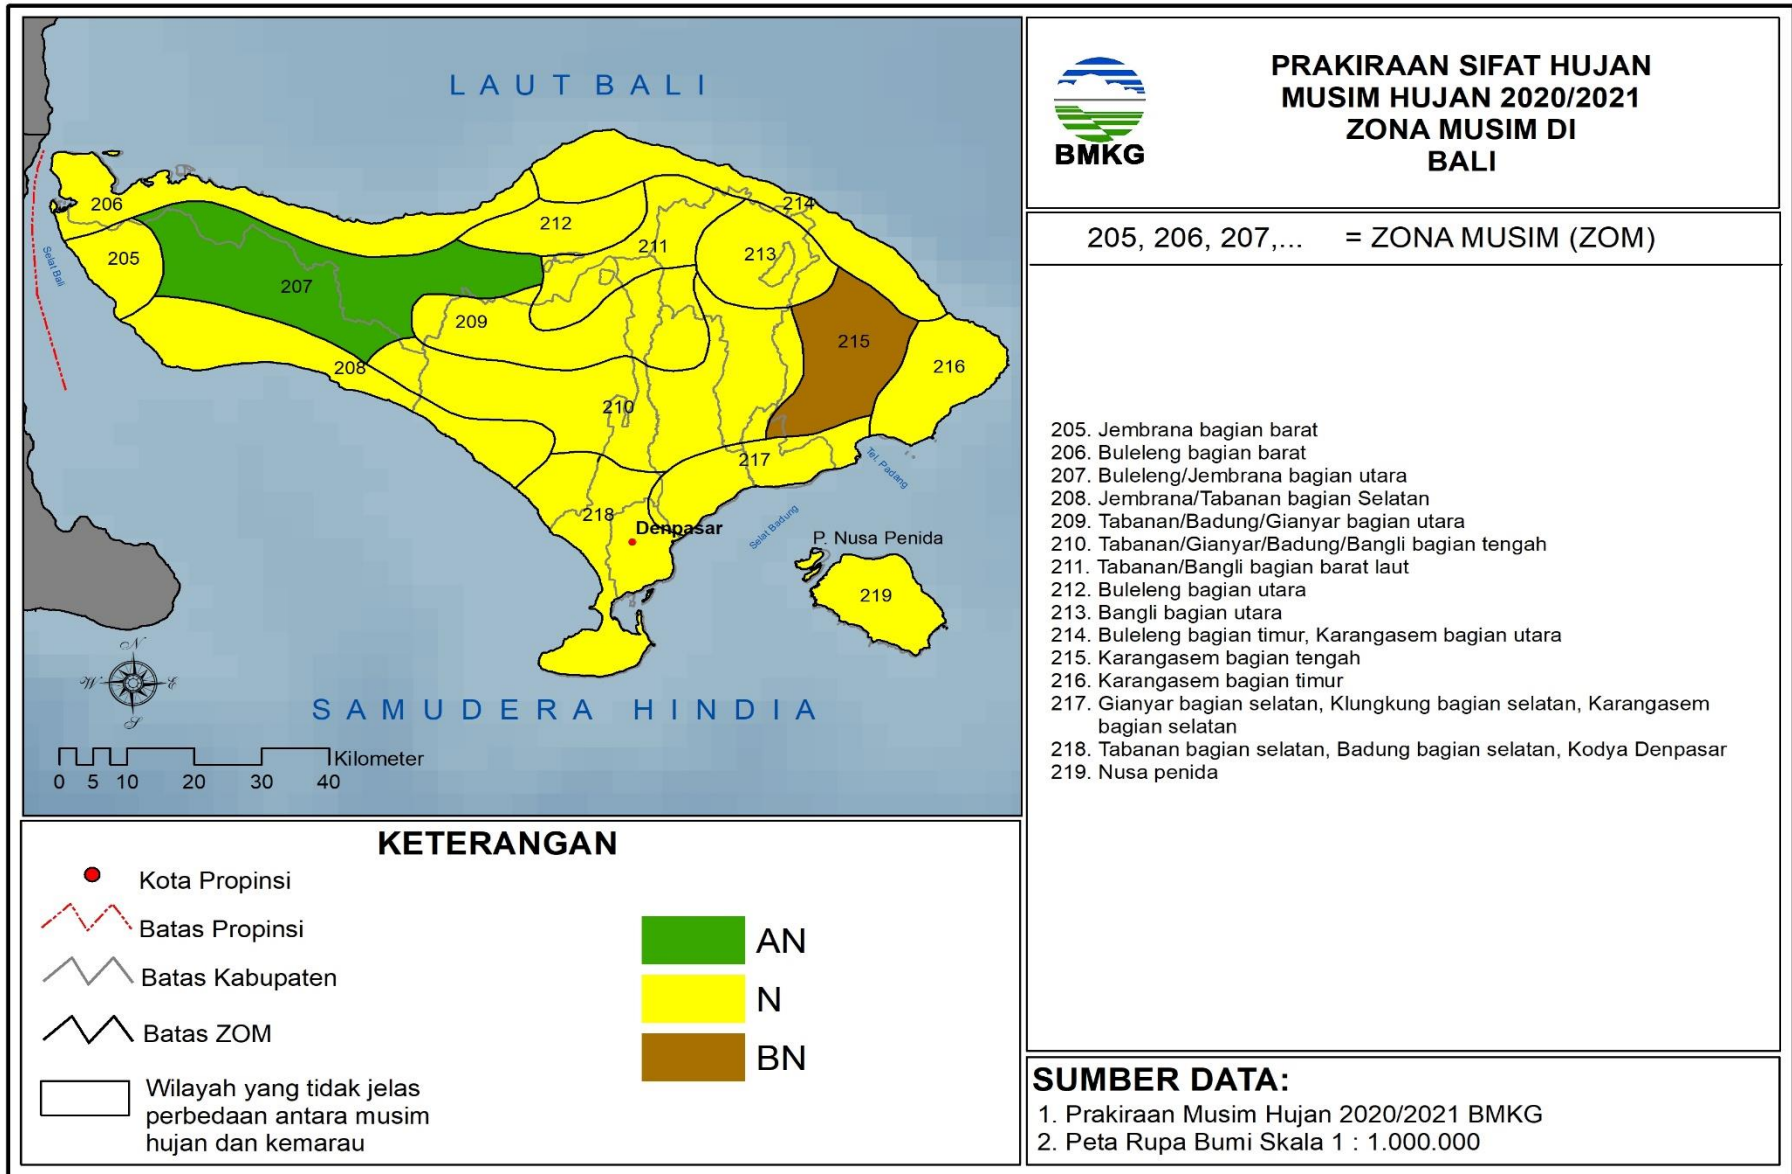 LAUT BALI
206
205
207
212
211
214
213
209
215
216
208
210
217
218
219
Selat Bali
Tel. Padang
Selat Badung
Denpasar
P. Nusa Penida
N
W
E
S
SAMUDERA HINDIA
Kilometer
0 5 10 20 30 40
BMKG
PRAKIRAAN SIFAT HUJAN
MUSIM HUJAN 2020/2021
ZONA MUSIM DI
BALI
205, 206, 207,... = ZONA MUSIM (ZOM)
205. Jembrana bagian barat
206. Buleleng bagian barat
207. Buleleng/Jembrana bagian utara
208. Jembrana/Tabanan bagian Selatan
209. Tabanan/Badung/Gianyar bagian utara
210. Tabanan/Gianyar/Badung/Bangli bagian tengah
211. Tabanan/Bangli bagian barat laut
212. Buleleng bagian utara
213. Bangli bagian utara
214. Buleleng bagian timur, Karangasem bagian utara
215. Karangasem bagian tengah
216. Karangasem bagian timur
217. Gianyar bagian selatan, Klungkung bagian selatan, Karangasem
bagian selatan
218. Tabanan bagian selatan, Badung bagian selatan, Kodya Denpasar
219. Nusa penida
KETERANGAN
Kota Propinsi
Batas Propinsi
Batas Kabupaten
Batas ZOM
Wilayah yang tidak jelas
perbedaan antara musim
hujan dan kemarau
AN
N
BN
SUMBER DATA:
1. Prakiraan Musim Hujan 2020/2021 BMKG
2. Peta Rupa Bumi Skala 1 : 1.000.000